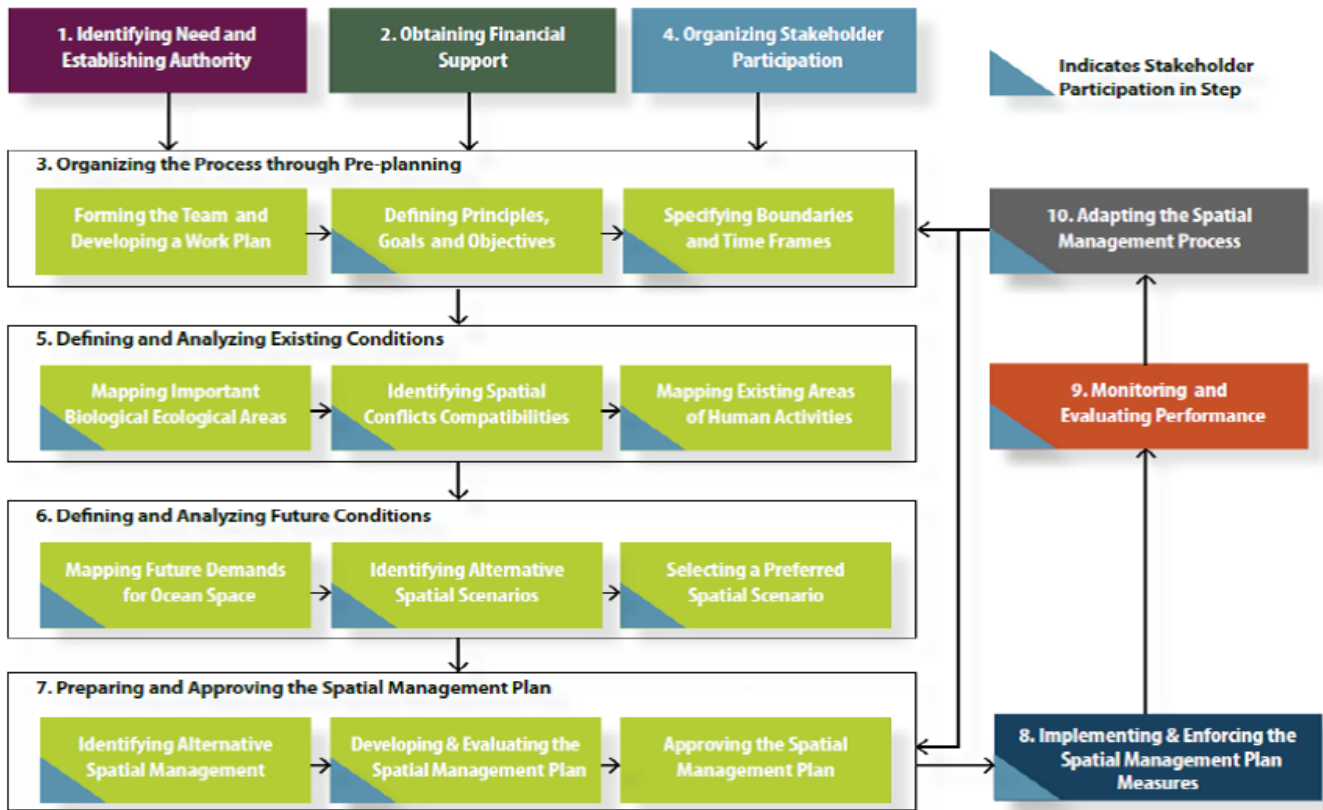 1. Identifying Need and
Establishing Authority
2. Obtaining Financial
Support
4. Organizing Stakeholder
Participation
Indicates Stakeholder
Participation in Step
3. Organizing the Process through Pre-planning
Forming the Team and
Developing a Work Plan
Defining Principles,
Goals and Objectives
Specifying Boundaries
and Time Frames
10. Adapting the Spatial
Management Process
5. Defining and Analyzing Existing Conditions
Mapping Important
Biological Ecological Areas
Identifying Spatial
Conflicts Compatibilities
Mapping Existing Areas
of Human Activities
9. Monitoring and
Evaluating Performance
6. Defining and Analyzing Future Conditions
Mapping Future Demands
for Ocean Space
Identifying Alternative
Spatial Scenarios
Selecting a Preferred
Spatial Scenario
7. Preparing and Approving the Spatial Management Plan
Identifying Alternative
Spatial Management
Developing & Evaluating the
Spatial Management Plan
Approving the Spatial
Management Plan
8. Implementing & Enforcing the
Spatial Management Plan
Measures